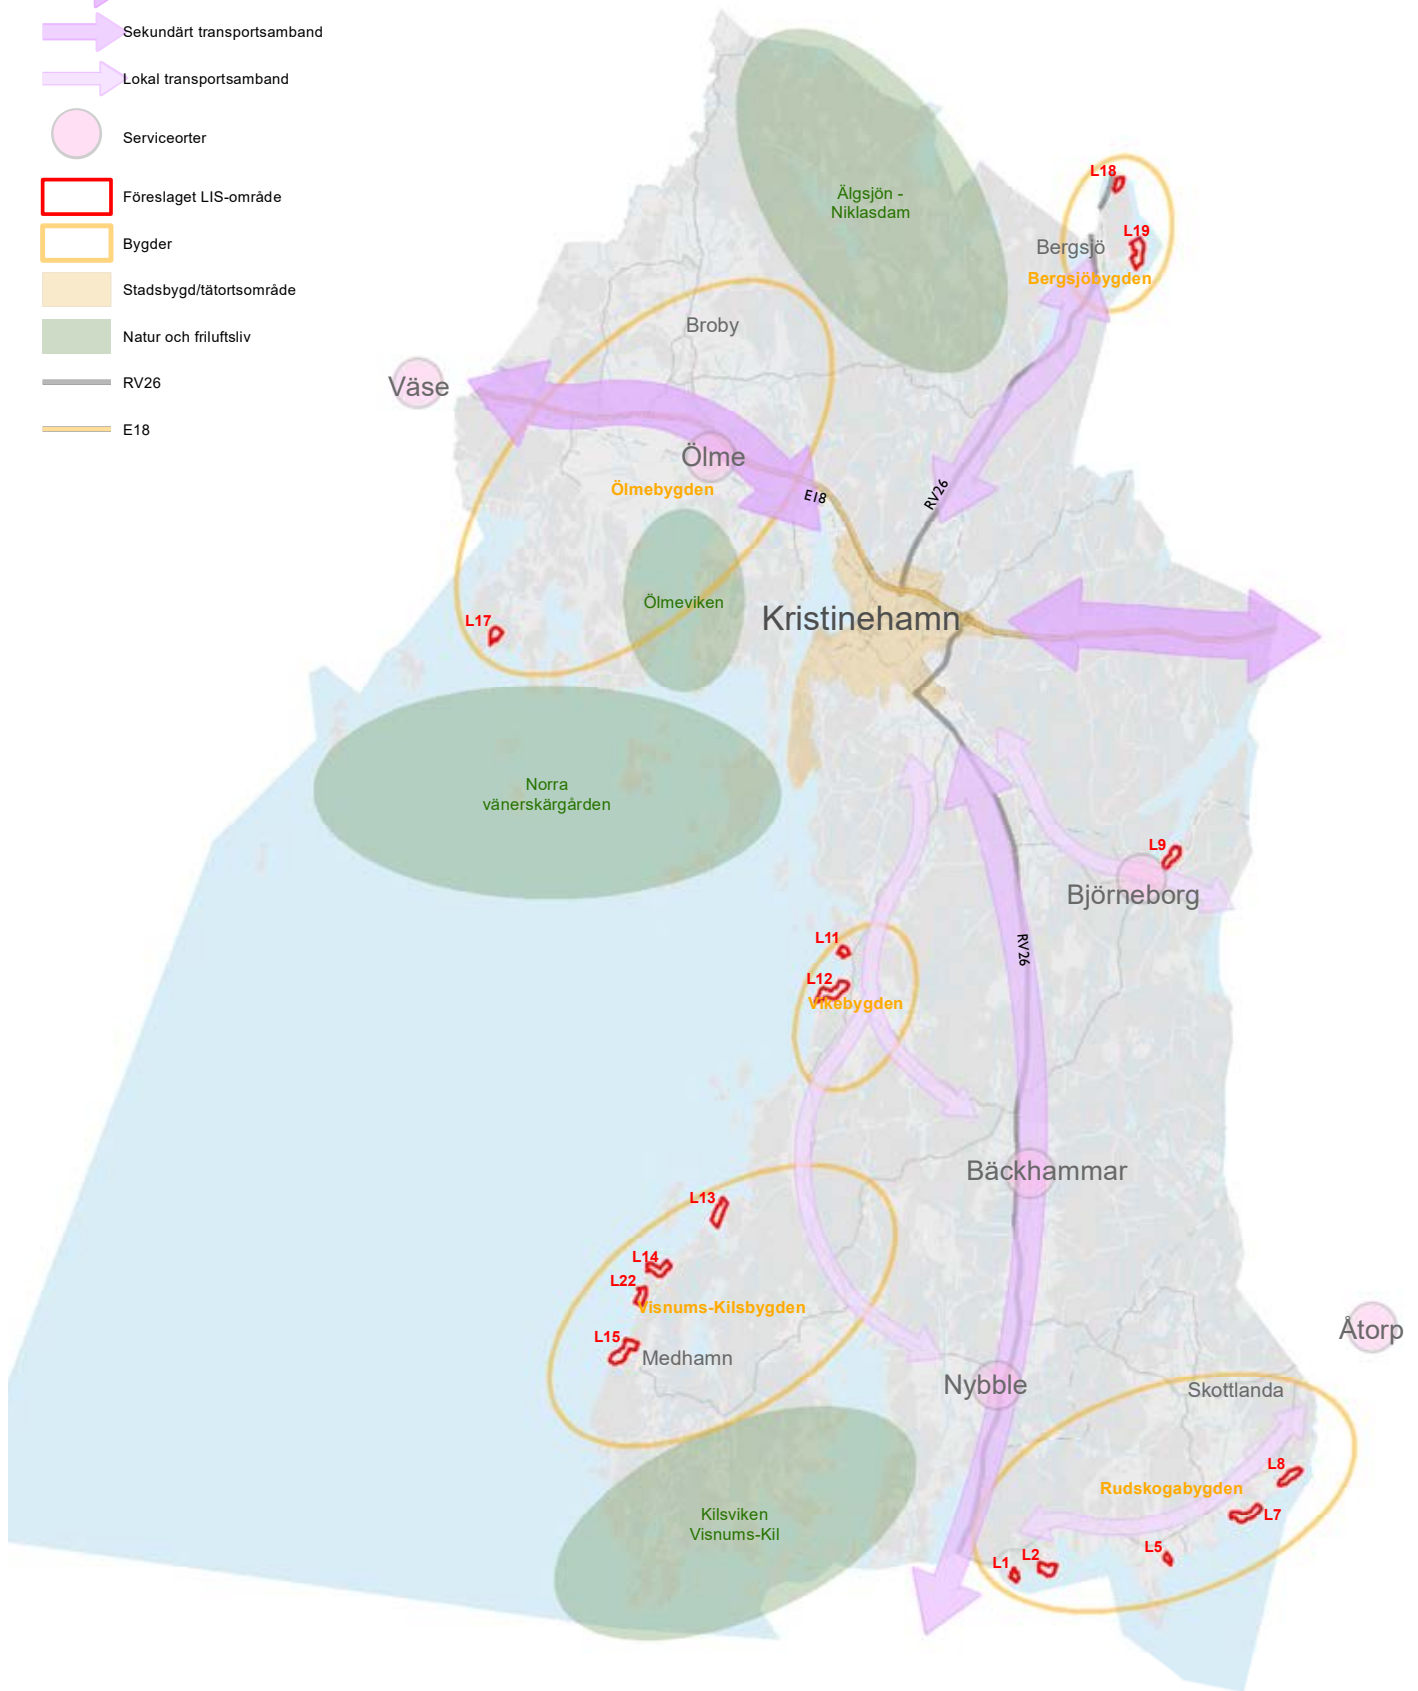 Sekundärt transportsamband
Lokal transportsamband
Serviceorter
Föreslaget LIS-område
Bygder
Stadsbygd/tätortsområde
Natur och friluftsliv
RV26
E18
Älgsjön -
Niklasdam
L18
L19
Bergsjö
Bergsjöbygden
Broby
Väse
Ölme
Ölmebygden
E18
RV26
Ölmeviken
Kristinehamn
L17
Norra
vänerskärgården
L9
Björneborg
L11
RV26
L12
Vikebygden
Bäckhammar
L13
L14
L22
Visnums-Kilsbygden
L15
Medhamn
Åtorp
Nybble
Skottlanda
L8
Rudskogabygden
L7
Kilsviken
Visnums-Kil
L5
L1
L2